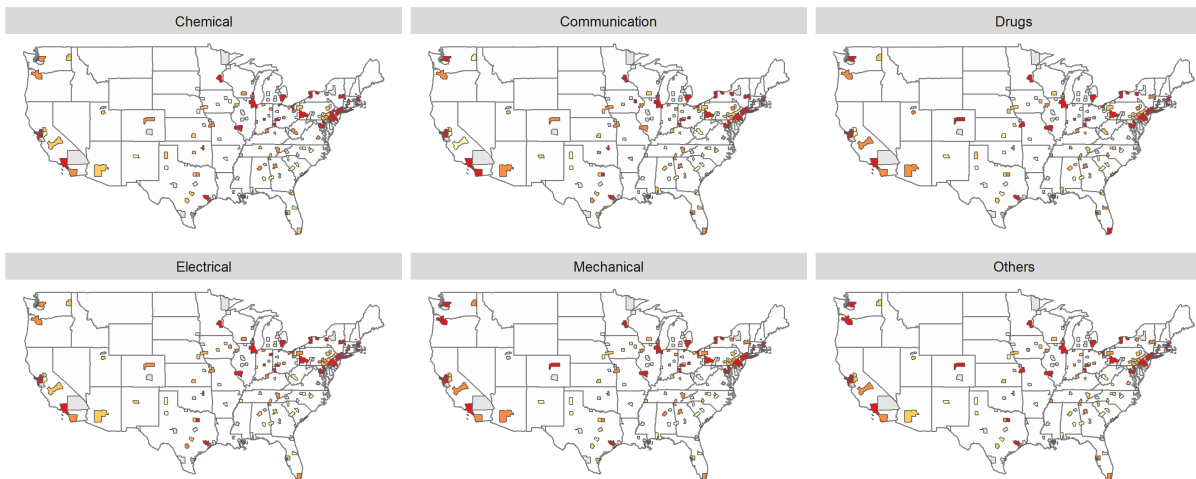 Chemical
Communication
Drugs
Electrical
Mechanical
Others